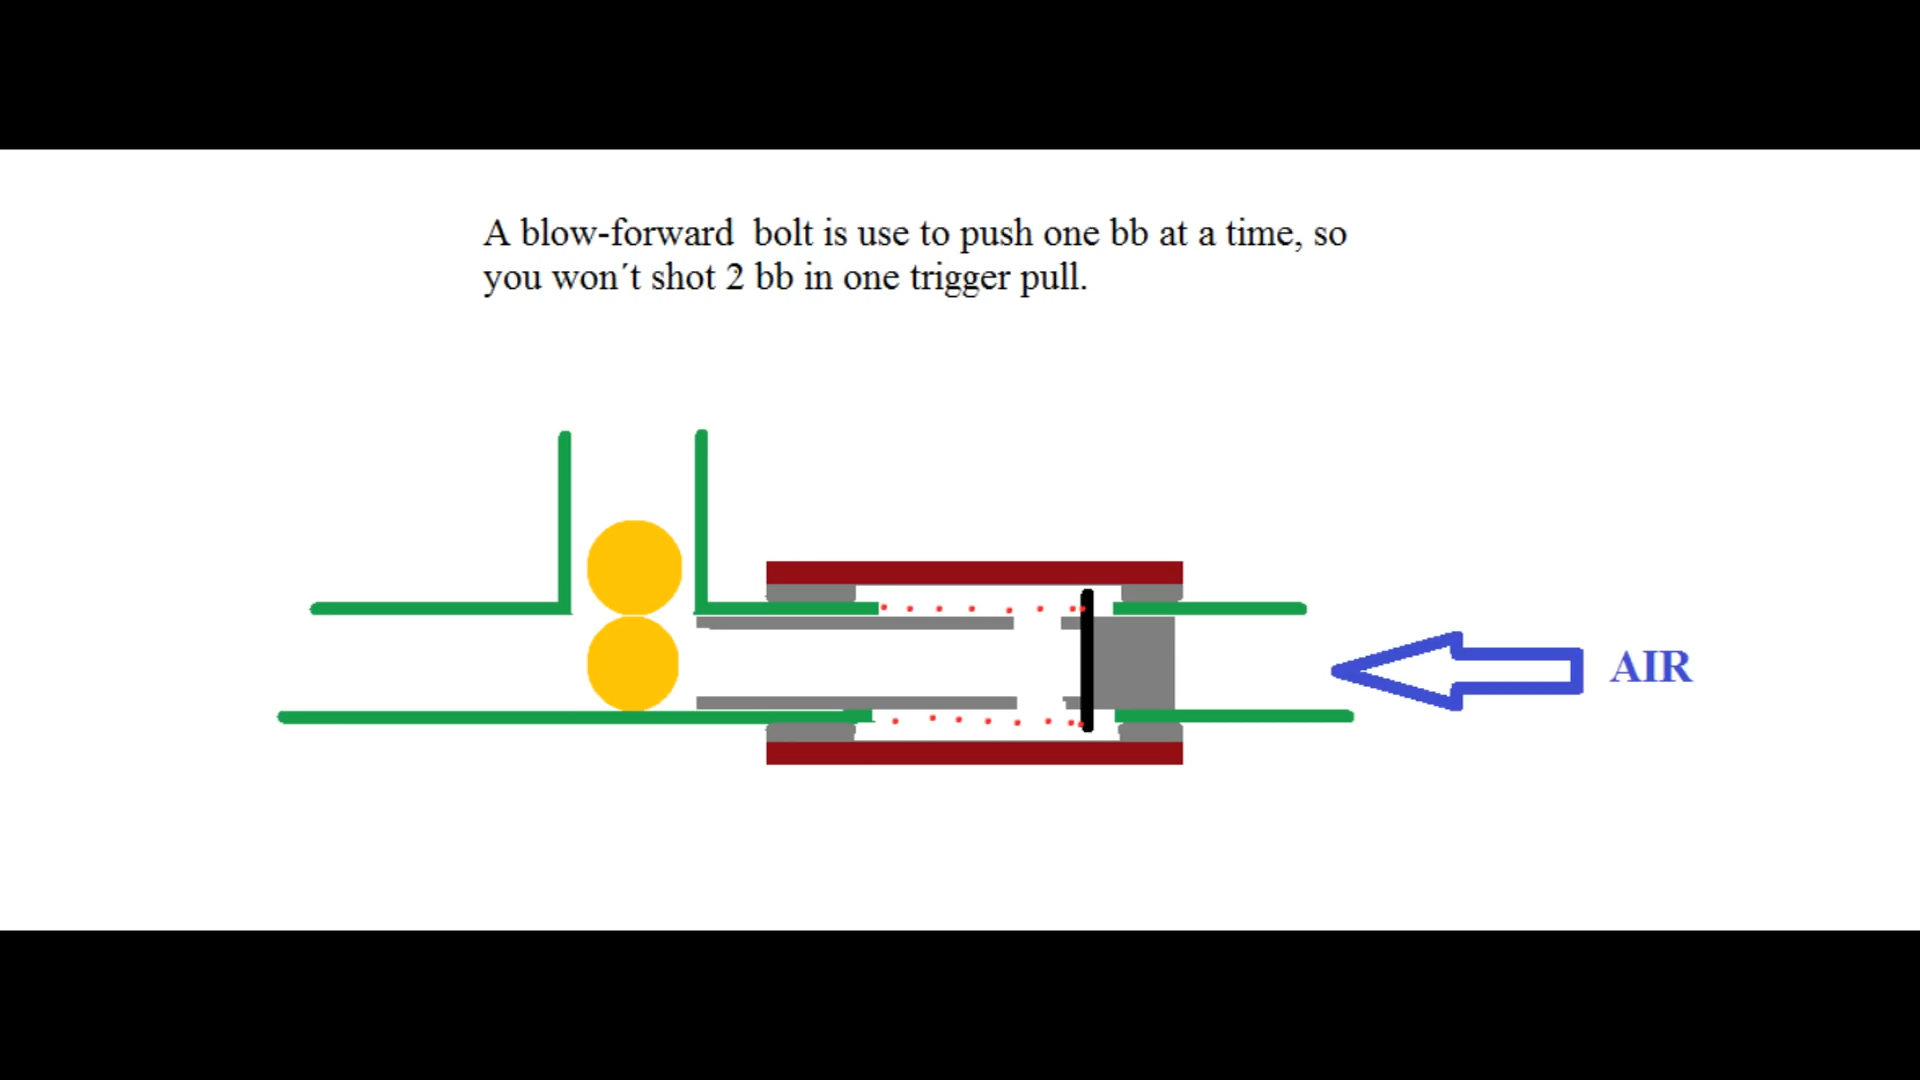 A blow-forward  bolt is use to push one bb at a time, so
you won´t shot 2 bb in one trigger pull.
AIR